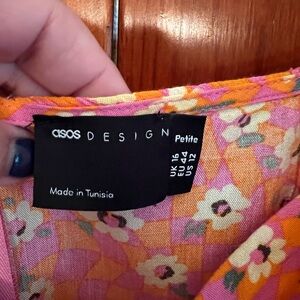 asos DESIGN
Petite
UK 16
EU 44
US 12
Made in Tunisia